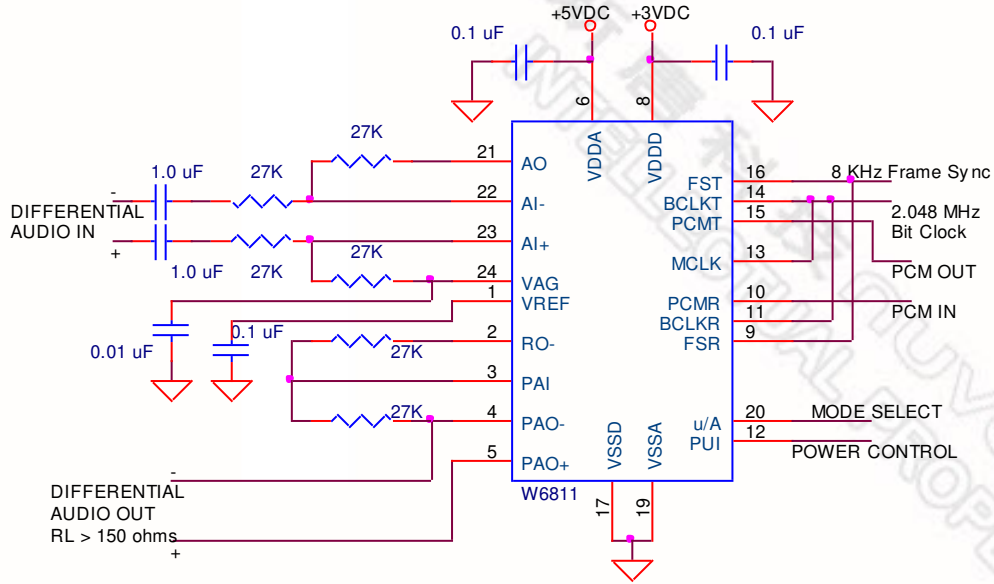 +5VDC
+3VDC
0.1 uF
0.1 uF
6
8
VDDA
VDDD
27K
21
AO
1.0 uF
27K
22
AI-
-
DIFFERENTIAL
AUDIO IN
+
23
AI+
1.0 uF
27K
27K
24
VAG
1
VREF
0.01 uF
0.1 uF
2
RO-
27K
3
PAI
27K
4
PAO-
5
PAO+
-
DIFFERENTIAL
AUDIO OUT
RL > 150 ohms
+
W6811
VSSD
VSSA
17
19
FST
16
8 KHz Frame Sync
BCLKT
14
2.048 MHz
Bit Clock
PCMT
15
MCLK
13
PCM OUT
PCMR
10
PCM IN
BCLKR
11
FSR
9
u/A
20
MODE SELECT
PUI
12
POWER CONTROL